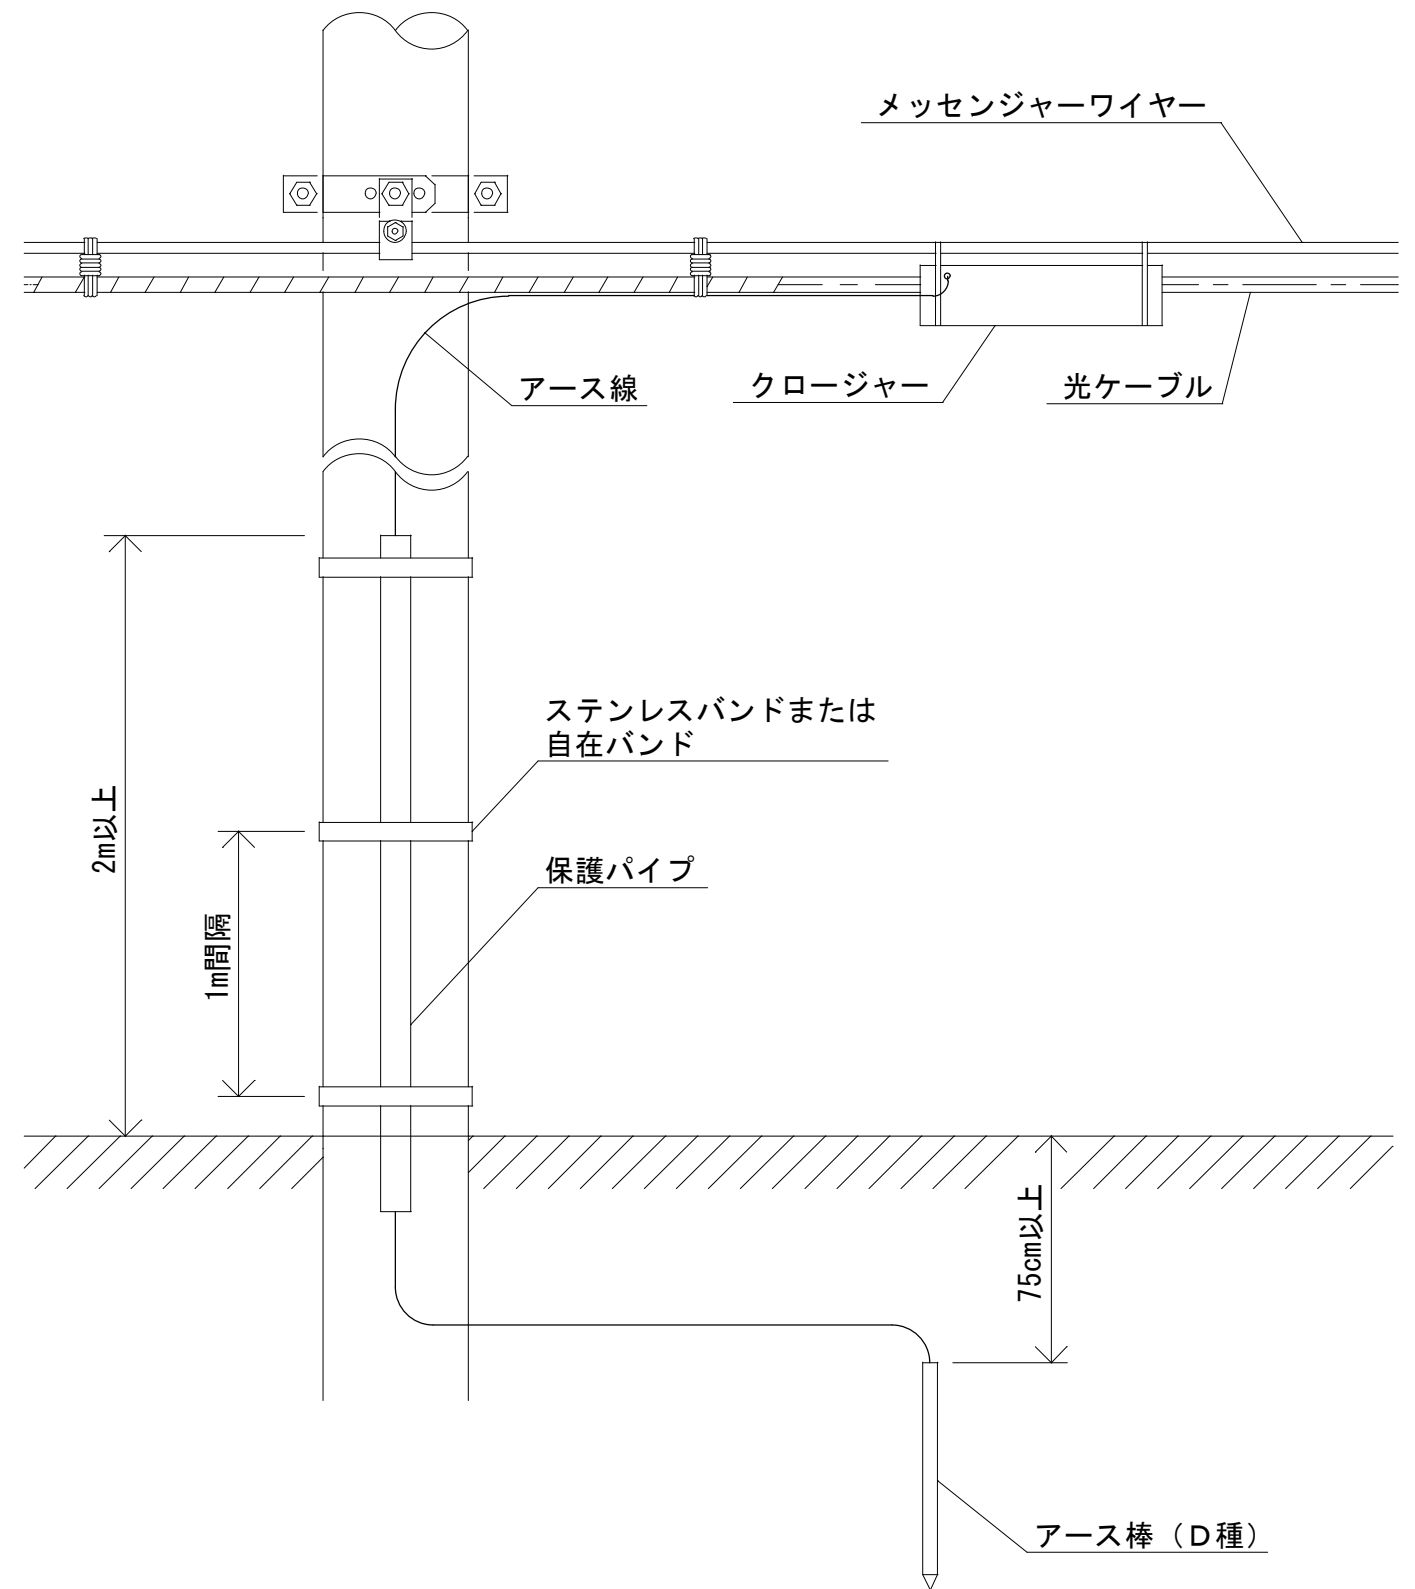 メッセンジャーワイヤー
アース線
クロージャー
光ケーブル
ステンレスバンドまたは
自在バンド
2m以上
保護パイプ
1m間隔
75cm以上
アース棒（Ｄ種）